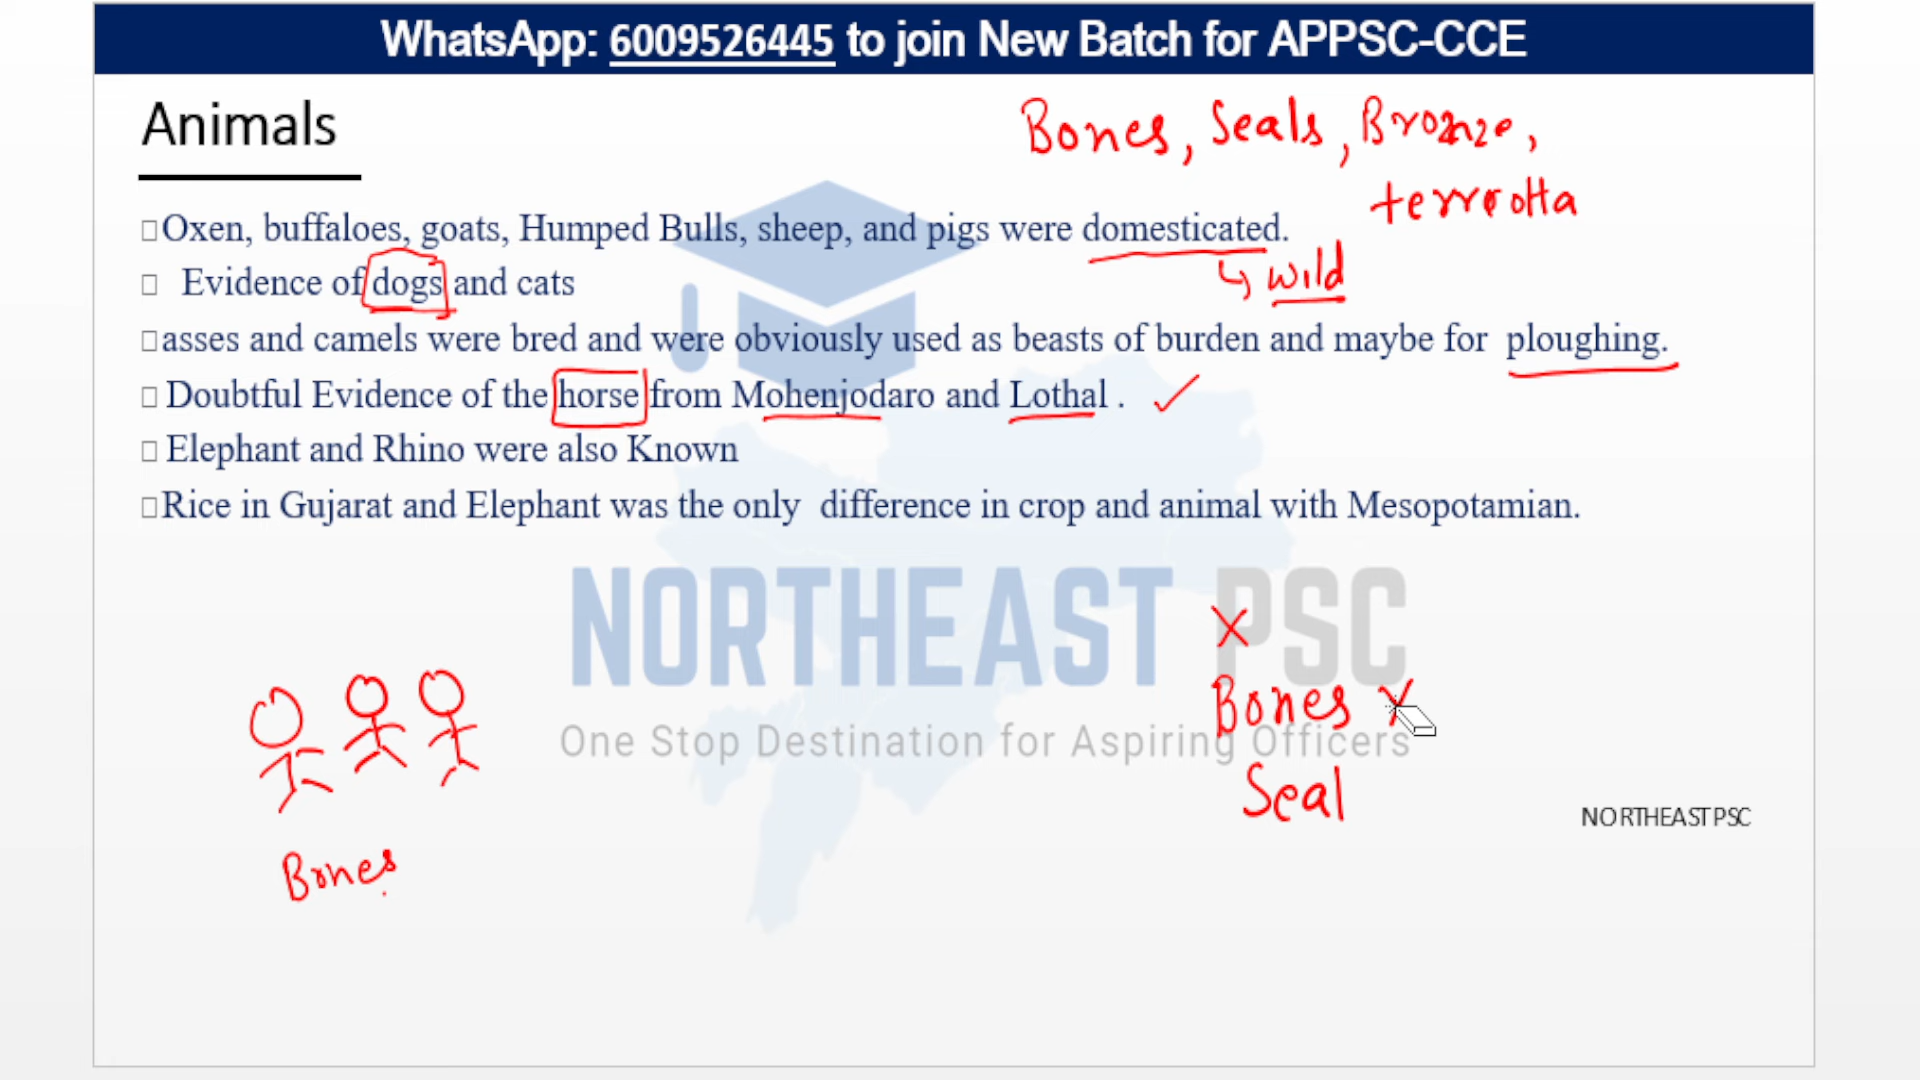 WhatsApp: 6009526445 to join New Batch for APPSC-CCE
Animals
Bones, Seals, Bronze,
terrcotta
Oxen, buffaloes, goats, Humped Bulls, sheep, and pigs were domesticated.
wild
Evidence of dogs and cats
asses and camels were bred and were obviously used as beasts of burden and maybe for ploughing.
Doubtful Evidence of the horse from Mohenjodaro and Lothal .
Elephant and Rhino were also Known
Rice in Gujarat and Elephant was the only difference in crop and animal with Mesopotamian.
NORTHEAST PSC
One Stop Destination for Aspiring Officers
Bones
Seal
NORTHEAST PSC
Bones